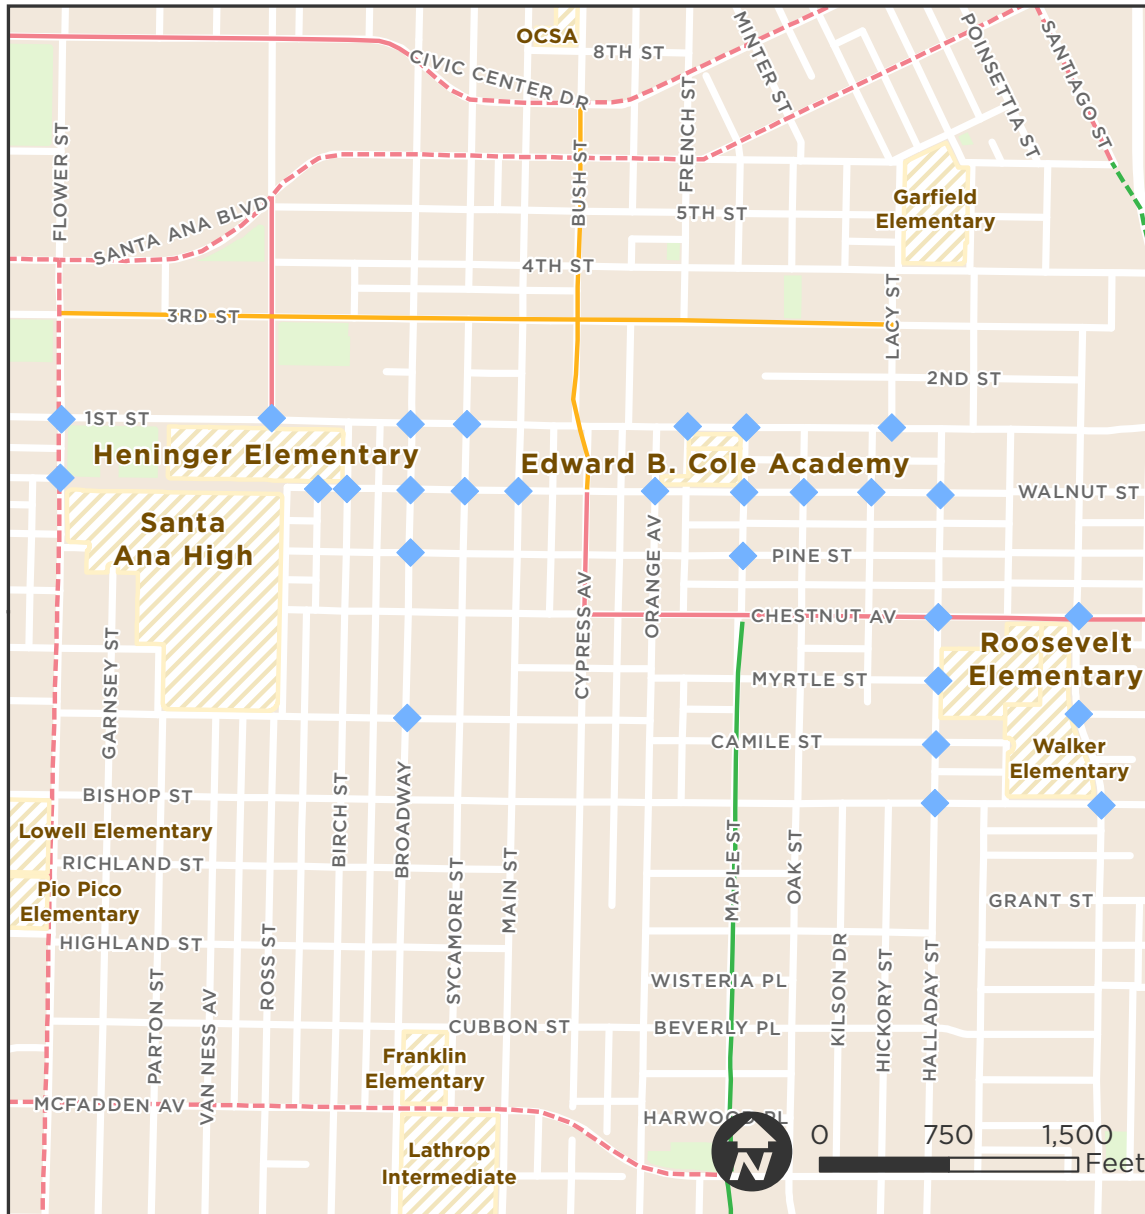 OCSA
8TH ST
CIVIC CENTER DR
MINTER ST
POINSETTIA ST
SANTIAGO ST
FLOWER ST
BUSH ST
FRENCH ST
Garfield
Elementary
SANTA ANA BLVD
5TH ST
4TH ST
3RD ST
LACY ST
2ND ST
1ST ST
Heninger Elementary
Edward B. Cole Academy
WALNUT ST
Santa
Ana High
PINE ST
ORANGE AV
CYPRESS AV
CHESTNUT AV
Roosevelt
Elementary
GARNSEY ST
MYRTLE ST
CAMILE ST
Walker
Elementary
BISHOP ST
BIRCH ST
BROADWAY
Lowell Elementary
RICHLAND ST
Pio Pico
Elementary
SYCAMORE ST
MAIN ST
MAPLE ST
OAK ST
GRANT ST
HIGHLAND ST
ROSS ST
PARTON ST
VAN NESS AV
WISTERIA PL
KILSON DR
HICKORY ST
HALLADAY ST
CUBBON ST
BEVERLY PL
Franklin
Elementary
MCFADDEN AV
HARWOOD PL
Lathrop
Intermediate
N
0 750 1,500
Feet